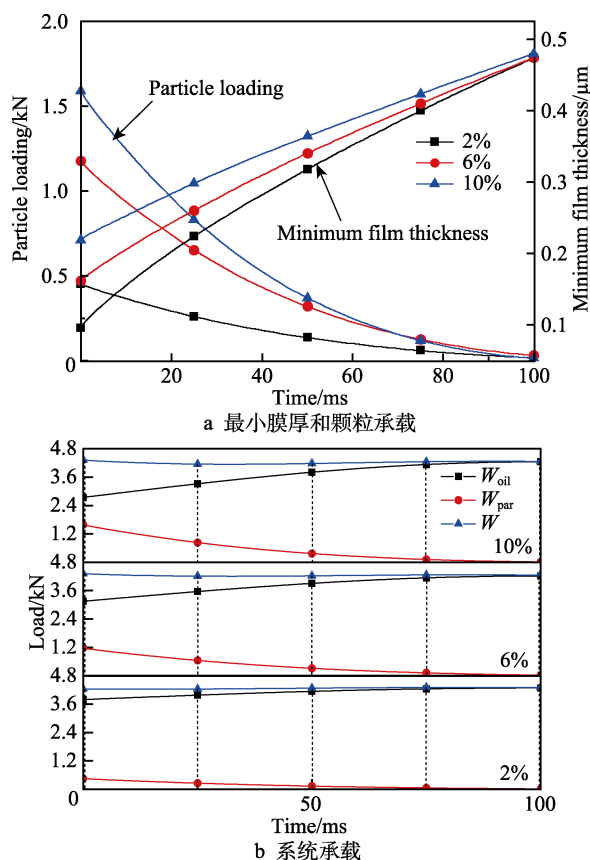 2.0
1.5
1.0
0.5
0
Particle loading/kN
0.5
0.4
0.3
0.2
0.1
Minimum film thickness/μm
Particle loading
2%
6%
10%
Minimum film thickness
0 20 40 60 80 100
Time/ms
a 最小膜厚和颗粒承载
4.8
3.6
2.4
1.2
W_oil
W_par
W
10%
4.8
3.6
2.4
1.2
6%
4.8
3.6
2.4
1.2
0
2%
Load/kN
0 50 100
Time/ms
b 系统承载